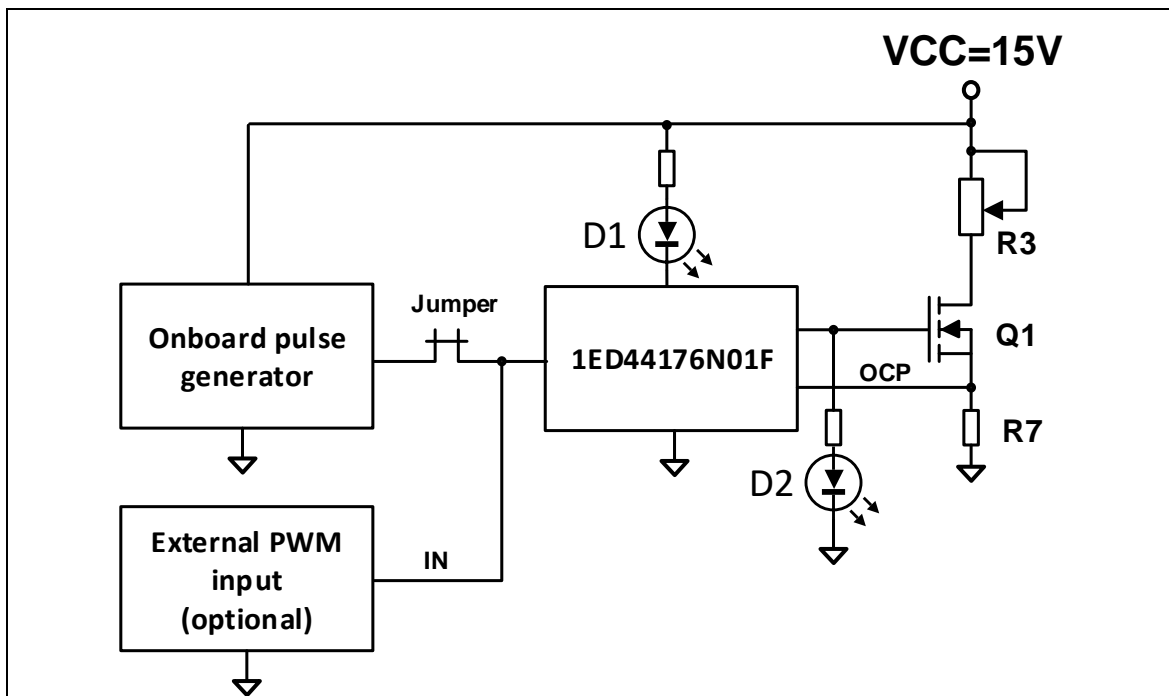 VCC=15V
D1
R3
Jumper
Onboard pulse
generator
1ED44176N01F
Q1
OCP
R7
D2
External PWM
input
(optional)
IN